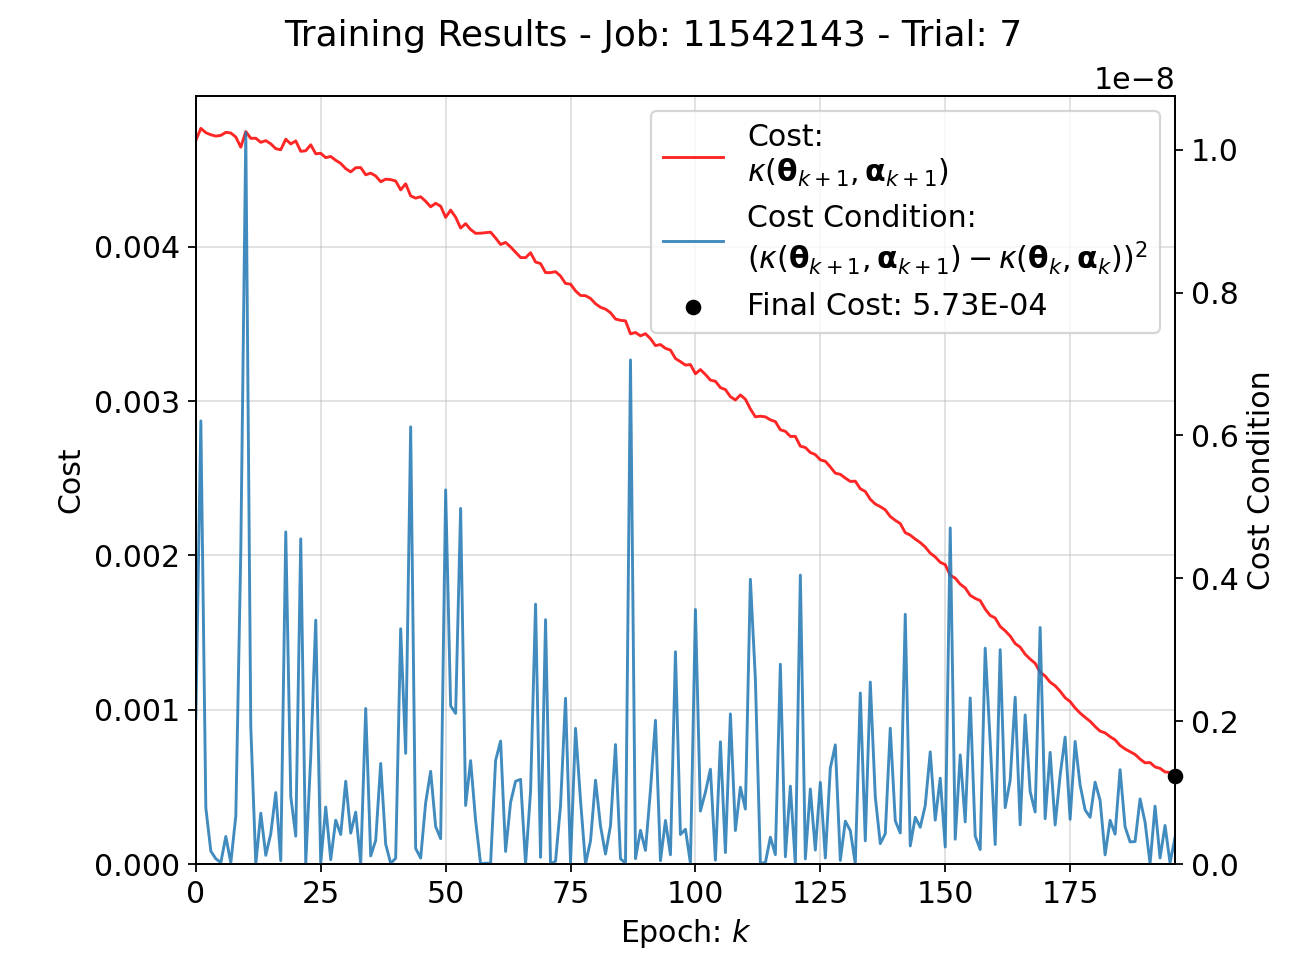 Training Results - Job: 11542143 - Trial: 7
1e−8
Cost:
κ(𝛉ₖ₊₁, 𝛂ₖ₊₁)
Cost Condition:
(κ(𝛉ₖ₊₁, 𝛂ₖ₊₁) − κ(𝛉ₖ, 𝛂ₖ))²
Final Cost: 5.73E-04
Cost
0.004
0.003
0.002
0.001
0.000
Cost Condition
1.0
0.8
0.6
0.4
0.2
0.0
0 25 50 75 100 125 150 175
Epoch: k